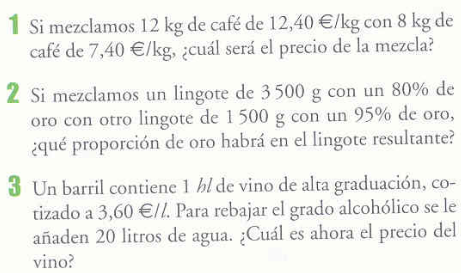 1 Si mezclamos 12 kg de café de 12,40 €/kg con 8 kg de
café de 7,40 €/kg, ¿cuál será el precio de la mezcla?
2 Si mezclamos un lingote de 3 500 g con un 80% de
oro con otro lingote de 1 500 g con un 95% de oro,
¿qué proporción de oro habrá en el lingote resultante?
3 Un barril contiene 1 hl de vino de alta graduación, co-
tizado a 3,60 €/l. Para rebajar el grado alcohólico se le
añaden 20 litros de agua. ¿Cuál es ahora el precio del
vino?